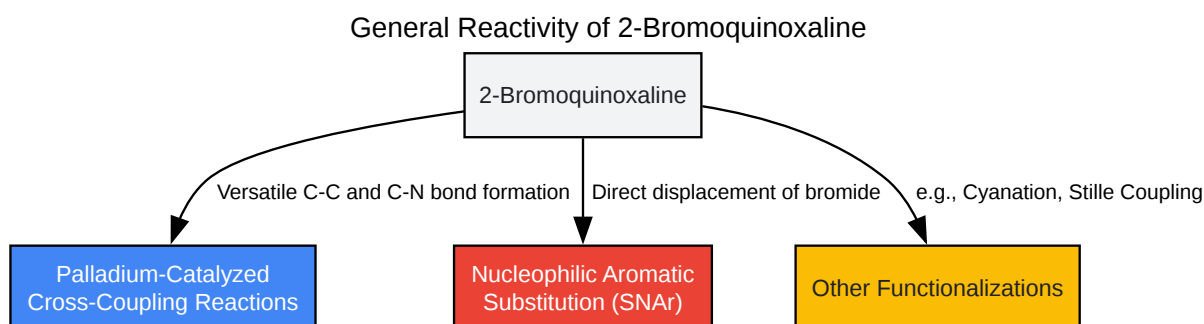 General Reactivity of 2-Bromoquinoxaline
2-Bromoquinoxaline
Versatile C-C and C-N bond formation
Direct displacement of bromide
e.g., Cyanation, Stille Coupling
Palladium-Catalyzed
Cross-Coupling Reactions
Nucleophilic Aromatic
Substitution (SNAr)
Other Functionalizations